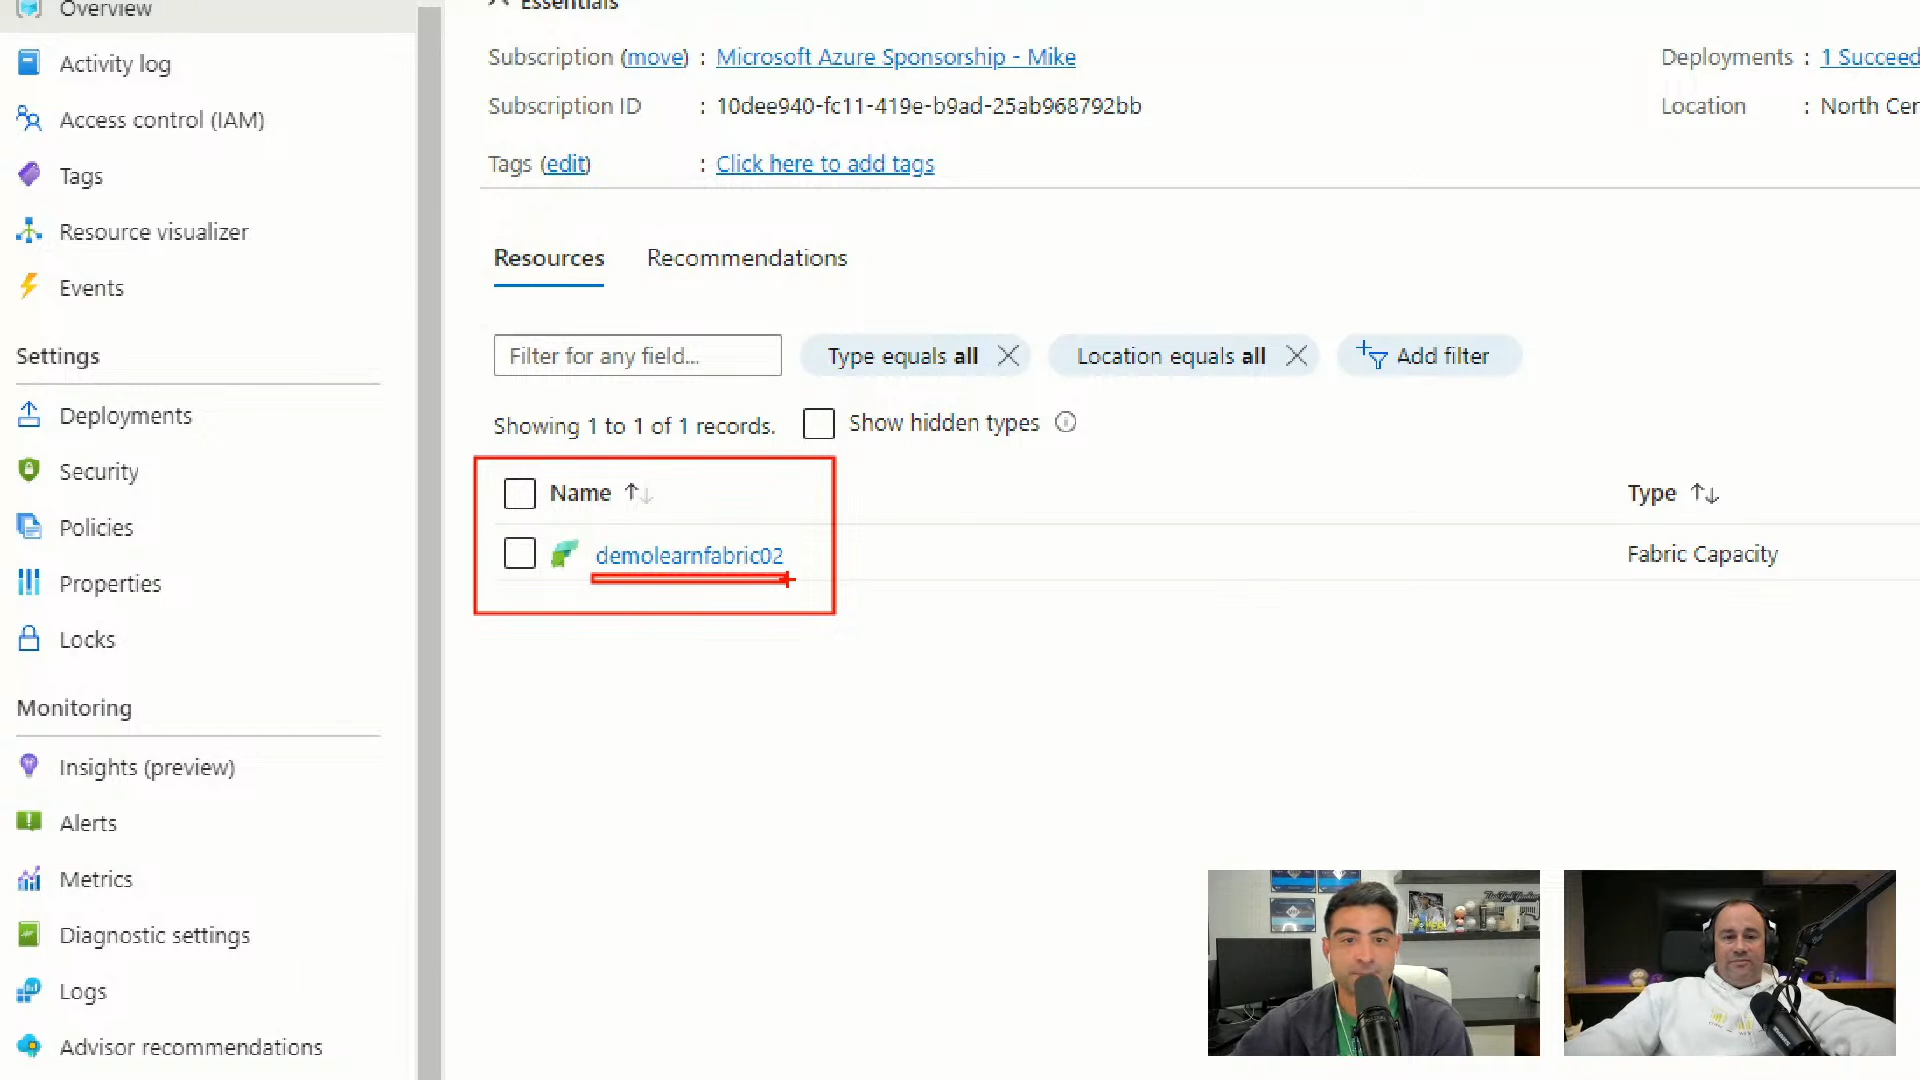 Overview
Essentials
Activity log
Access control (IAM)
Tags
Resource visualizer
Events
Settings
Deployments
Security
Policies
Properties
Locks
Monitoring
Insights (preview)
Alerts
Metrics
Diagnostic settings
Logs
Advisor recommendations
Subscription (move) : Microsoft Azure Sponsorship - Mike
Subscription ID : 10dee940-fc11-419e-b9ad-25ab968792bb
Tags (edit) : Click here to add tags
Deployments : 1 Succeed
Location : North Cer
Resources Recommendations
Filter for any field... Type equals all Location equals all Add filter
Showing 1 to 1 of 1 records. Show hidden types
Name Type
demolearnfabric02 Fabric Capacity